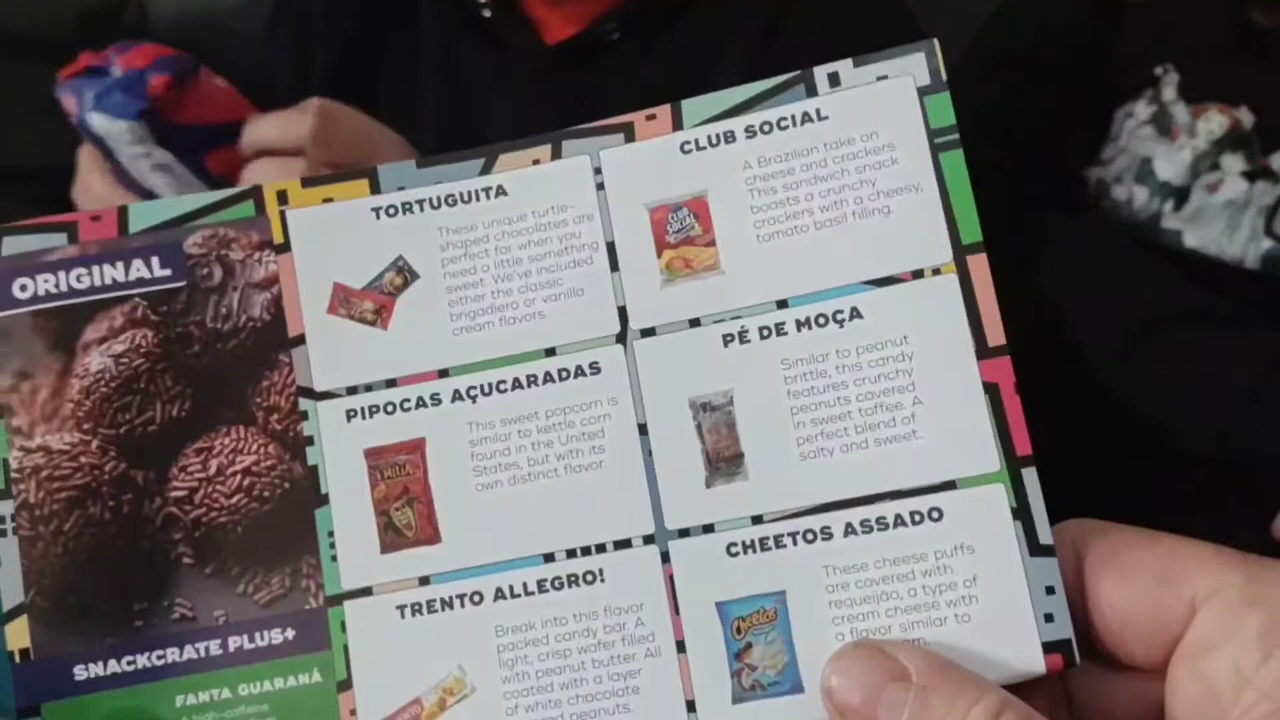 ORIGINAL
SNACKCRATE PLUS+
FANTA GUARANÁ
A high-caffeine
TORTUGUITA
These unique turtle-
shaped chocolates are
perfect for when you
need a little something
sweet. We've included
either the classic
brigadiero or vanilla
cream flavors.
CLUB SOCIAL
A Brazilian take on
cheese and crackers.
This sandwich snack
boasts a crunchy
crackers with a cheesy,
tomato basil filling.
CLUB
SOCIAL
PIPOCAS AÇUCARADAS
This sweet popcorn is
similar to kettle corn
found in the United
States, but with its
own distinct flavor.
PÉ DE MOÇA
Similar to peanut
brittle, this candy
features crunchy
peanuts covered
in sweet toffee. A
perfect blend of
salty and sweet.
TRENTO ALLEGRO!
Break into this flavor
packed candy bar. A
light, crisp wafer filled
with peanut butter. All
coated with a layer
of white chocolate
peanuts.
CHEETOS ASSADO
These cheese puffs
are covered with
requeijão, a type of
cream cheese with
a flavor similar to
Cheetos